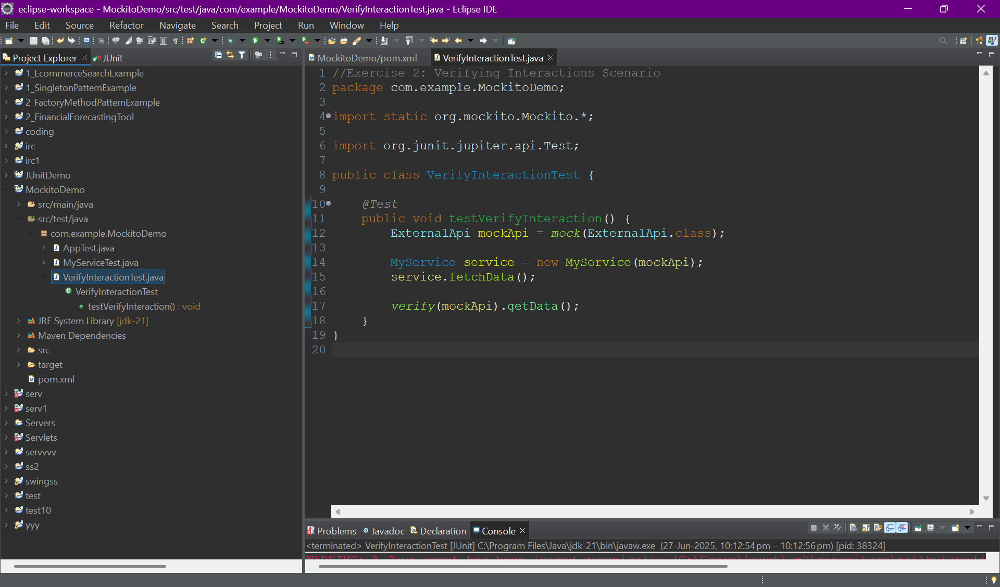 eclipse-workspace - MockitoDemo/src/test/java/com/example/MockitoDemo/VerifyInteractionTest.java - Eclipse IDE
File Edit Source Refactor Navigate Search Project Run Window Help
Project Explorer JUnit
1_EcommerceSearchExample
1_SingletonPatternExample
2_FactoryMethodPatternExample
2_FinancialForecastingTool
coding
irc
irc1
JUnitDemo
MockitoDemo
src/main/java
src/test/java
com.example.MockitoDemo
AppTest.java
MyServiceTest.java
VerifyInteractionTest.java
VerifyInteractionTest
testVerifyInteraction() : void
JRE System Library [jdk-21]
Maven Dependencies
src
target
pom.xml
serv
serv1
Servers
Servlets
servvvv
ss2
swingss
test
test10
yyy
MockitoDemo/pom.xml VerifyInteractionTest.java
1 //Exercise 2: Verifying Interactions Scenario
2 package com.example.MockitoDemo;
3
4 import static org.mockito.Mockito.*;
5
6 import org.junit.jupiter.api.Test;
7
8 public class VerifyInteractionTest {
9
10 @Test
11 public void testVerifyInteraction() {
12 ExternalApi mockApi = mock(ExternalApi.class);
13
14 MyService service = new MyService(mockApi);
15 service.fetchData();
16
17 verify(mockApi).getData();
18 }
19 }
20
Problems Javadoc Declaration Console
<terminated> VerifyInteractionTest [JUnit] C:\Program Files\Java\jdk-21\bin\javaw.exe (27-Jun-2025, 10:12:54 pm – 10:12:56 pm) [pid: 38324]
WARNING: A Java agent has been loaded dynamically